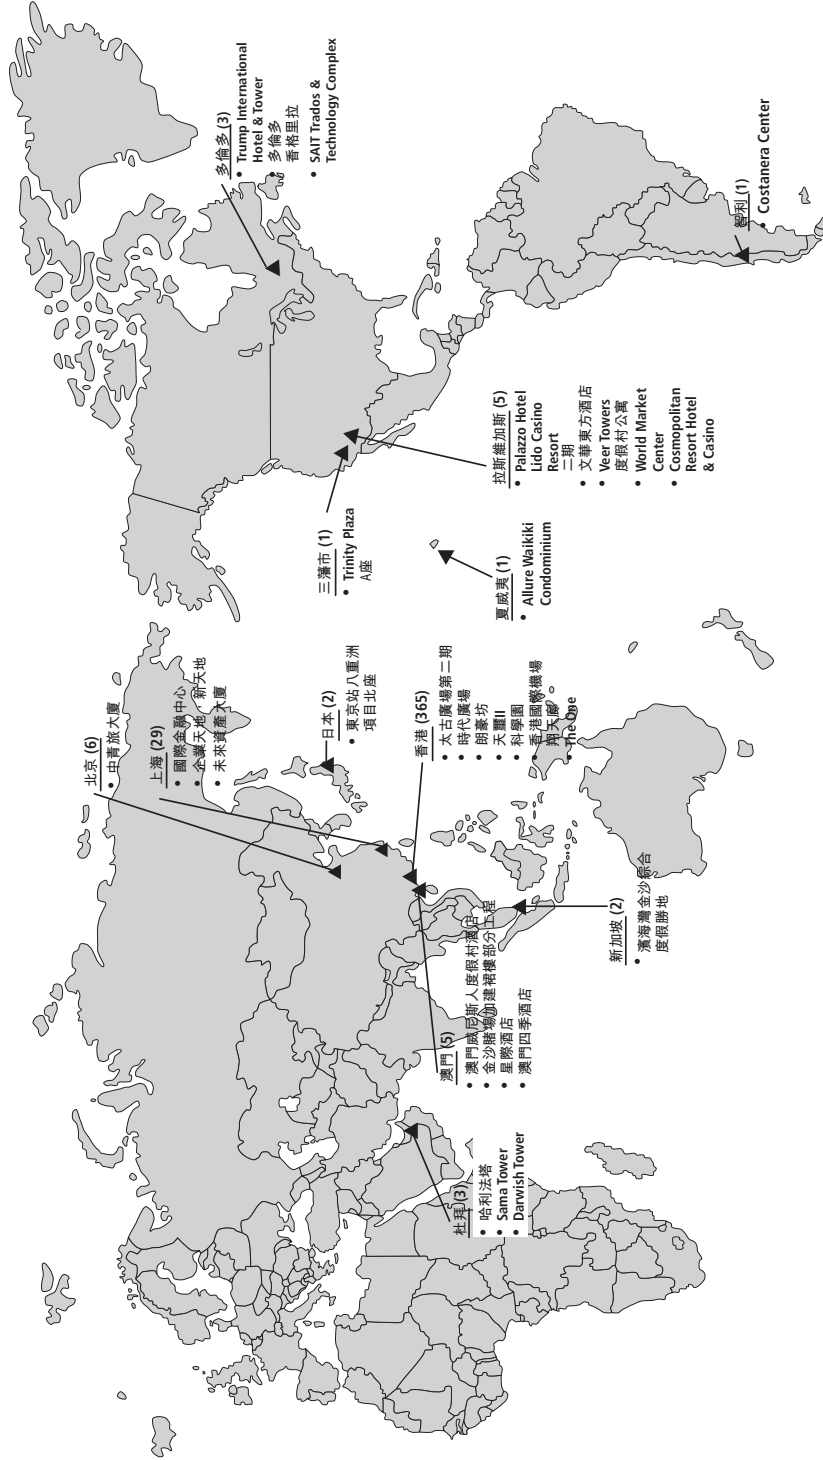 北京 (6)
• 中青旅大廈
上海 (29)
• 國際金融中心
• 企業天地，新天地
• 未來資產大廈
日本 (2)
• 東京站八重洲
項目北座
香港 (365)
• 太古廣場第二期
• 時代廣場
• 朗豪坊
• 天璽II
• 科學園
• 香港國際機場
翔天廊
• The One
新加坡 (2)
• 濱海灣金沙綜合
度假勝地
澳門 (5)
• 澳門威尼斯人度假村酒店
• 金沙賭場加建裙樓部分工程
• 星際酒店
• 澳門四季酒店
杜拜 (3)
• 哈利法塔
• Sama Tower
• Darwish Tower
三藩市 (1)
• Trinity Plaza
A座
夏威夷 (1)
• Allure Waikiki
Condominium
拉斯維加斯 (5)
• Palazzo Hotel
Lido Casino
Resort
二期
• 文華東方酒店
• Veer Towers
度假村公寓
• World Market
Center
• Cosmopolitan
Resort Hotel
& Casino
多倫多 (3)
• Trump International
Hotel & Tower
• 多倫多
香格里拉
• SAIT Trados &
Technology Complex
智利 (1)
• Costanera Center